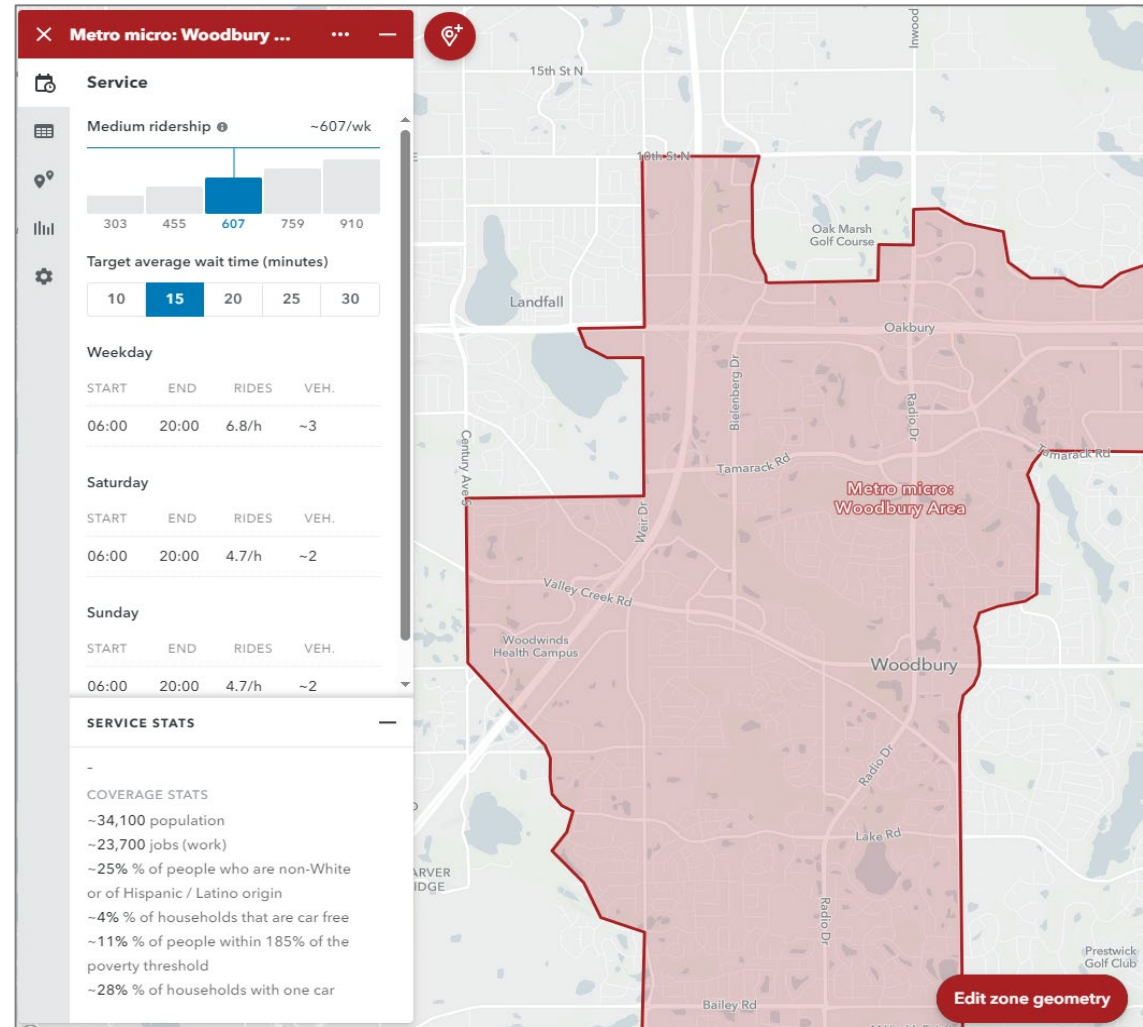 Metro micro: Woodbury ...
Service
Medium ridership ~607/wk
303 455 607 759 910
Target average wait time (minutes)
10 15 20 25 30
Weekday
START END RIDES VEH.
06:00 20:00 6.8/h ~3
Saturday
START END RIDES VEH.
06:00 20:00 4.7/h ~2
Sunday
START END RIDES VEH.
06:00 20:00 4.7/h ~2
SERVICE STATS
-
COVERAGE STATS
~34,100 population
~23,700 jobs (work)
~25% % of people who are non-White
or of Hispanic / Latino origin
~4% % of households that are car free
~11% % of people within 185% of the
poverty threshold
~28% % of households with one car
Inwood
15th St N
10th St N
Oak Marsh
Golf Course
Landfall
Oakbury
Bielenberg Dr
Radio Dr
Century Ave S
Tamarack Rd
Tamarack Rd
Metro micro:
Woodbury Area
Weir Dr
Valley Creek Rd
Woodwinds
Health Campus
Woodbury
Radio Dr
Lake Rd
ARVER
IDGE
Radio Dr
Prestwick
Golf Club
Bailey Rd
Edit zone geometry